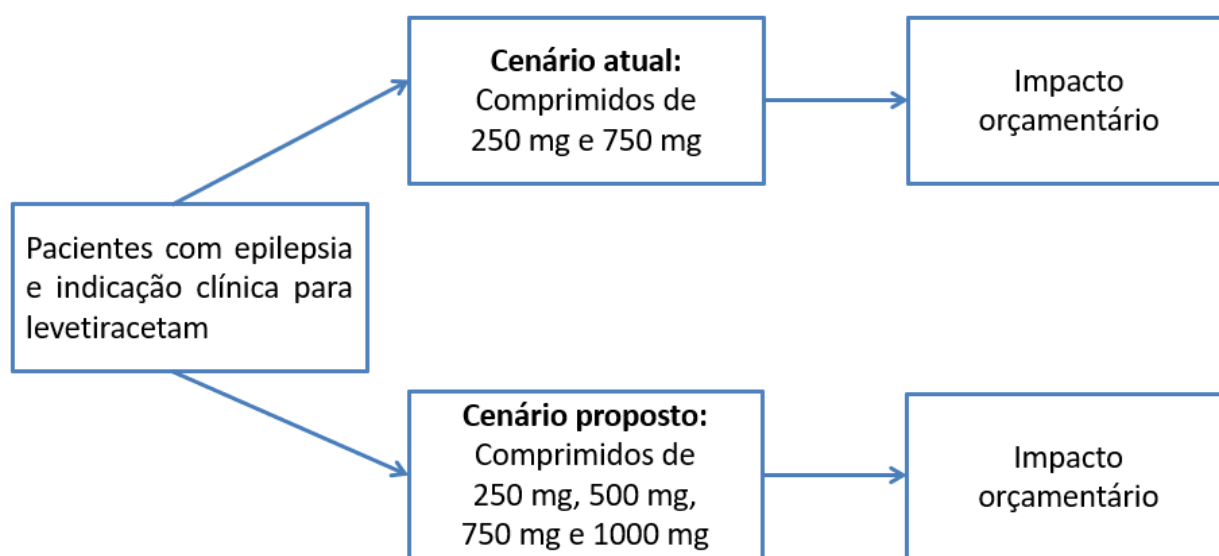 Pacientes com epilepsia
e indicação clínica para
levetiracetam
Cenário atual:
Comprimidos de
250 mg e 750 mg
Impacto
orçamentário
Cenário proposto:
Comprimidos de
250 mg, 500 mg,
750 mg e 1000 mg
Impacto
orçamentário